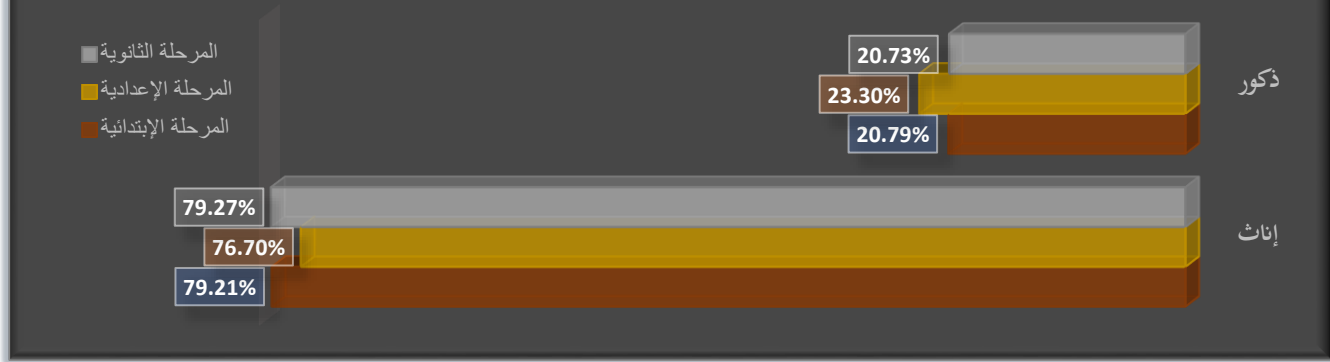 المرحلة الثانوية
المرحلة الإعدادية
المرحلة الإبتدائية
ذكور
20.73%
23.30%
20.79%
إناث
79.27%
76.70%
79.21%